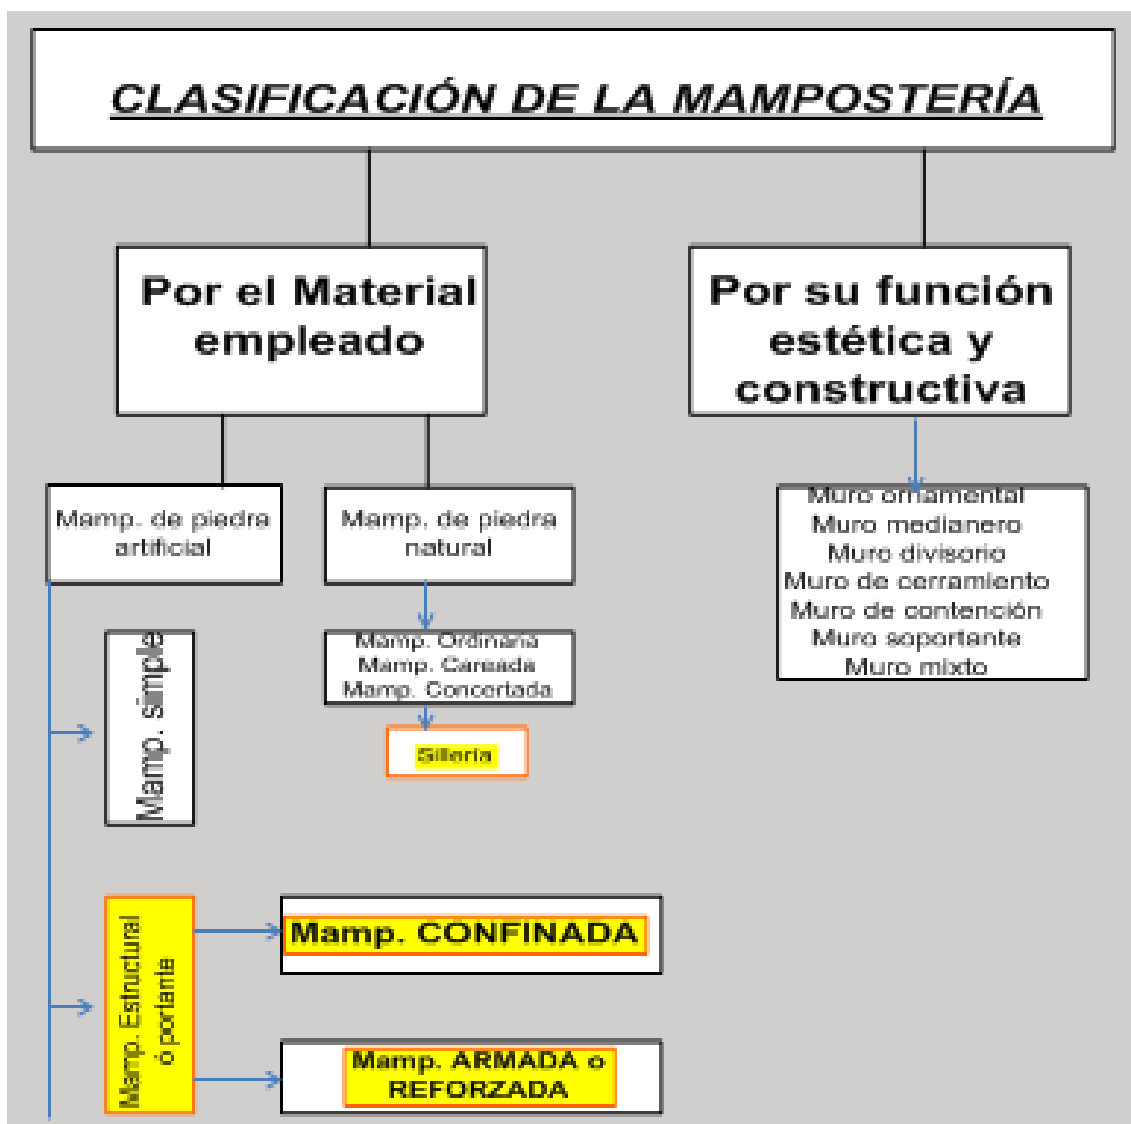 CLASIFICACIÓN DE LA MAMPOSTERÍA
Por el Material
empleado
Por su función
estética y
constructiva
Mamp. de piedra
artificial
Mamp. de piedra
natural
Muro ornamental
Muro medianero
Muro divisorio
Muro de cerramiento
Muro de contención
Muro soportante
Muro mixto
Mamp. simple
Mamp. Ordinaria
Mamp. Careada
Mamp. Concertada
Sillería
Mamp. Estructural
ó portante
Mamp. CONFINADA
Mamp. ARMADA o
REFORZADA